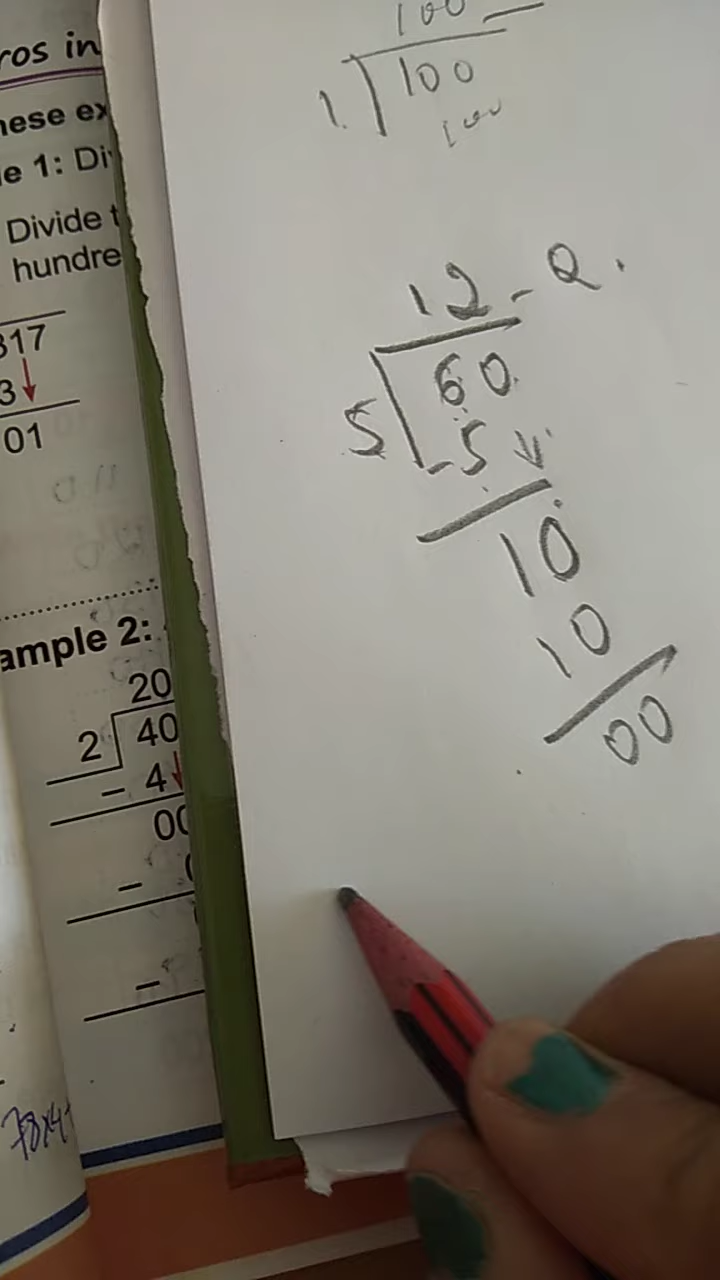 ros in
hese ex
e 1: Di
Divide t
hundre
317
3
01
ample 2:
20
2 40
- 4
00
-
-
78x4
100
1 100
100
12 - Q.
5 60
- 5
10
10
00